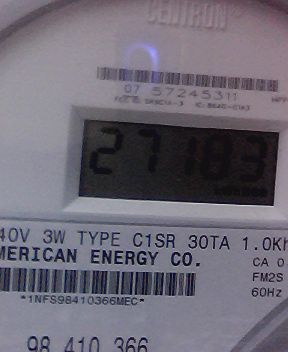 CENTRON
07 57245311
27183
40V 3W TYPE C1SR 30TA 1.0Kh
MERICAN ENERGY CO.
CA 0
FM2S
60Hz
*1NFS98410366MEC*
98 410 366